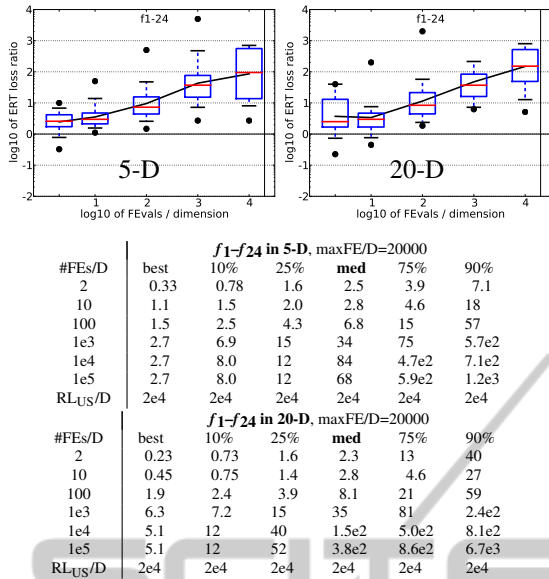 f1-24
4
3
2
1
0
-1
-2
log10 of ERT loss ratio
5-D
1 2 3 4
log10 of FEvals / dimension
f1-24
4
3
2
1
0
-1
-2
log10 of ERT loss ratio
20-D
1 2 3 4
log10 of FEvals / dimension
f1–f24 in 5-D, maxFE/D=20000
#FEs/D best 10% 25% med 75% 90%
2 0.33 0.78 1.6 2.5 3.9 7.1
10 1.1 1.5 2.0 2.8 4.6 18
100 1.5 2.5 4.3 6.8 15 57
1e3 2.7 6.9 15 34 75 5.7e2
1e4 2.7 8.0 12 84 4.7e2 7.1e2
1e5 2.7 8.0 12 68 5.9e2 1.2e3
RLUS/D 2e4 2e4 2e4 2e4 2e4 2e4
f1–f24 in 20-D, maxFE/D=20000
#FEs/D best 10% 25% med 75% 90%
2 0.23 0.73 1.6 2.3 13 40
10 0.45 0.75 1.4 2.8 4.6 27
100 1.9 2.4 3.9 8.1 21 59
1e3 6.3 7.2 15 35 81 2.4e2
1e4 5.1 12 40 1.5e2 5.0e2 8.1e2
1e5 5.1 12 52 3.8e2 8.6e2 6.7e3
RLUS/D 2e4 2e4 2e4 2e4 2e4 2e4